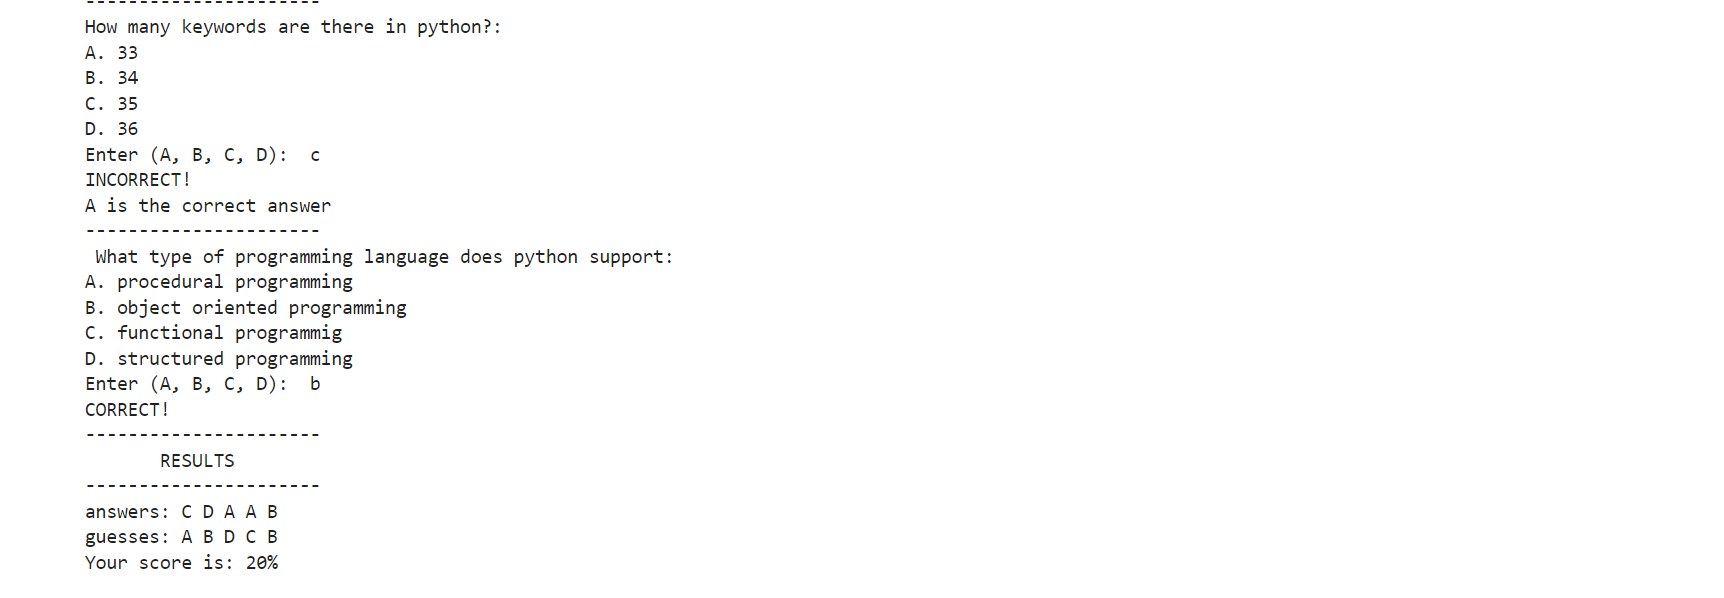 ----------------------
How many keywords are there in python?:
A. 33
B. 34
C. 35
D. 36
Enter (A, B, C, D):  c
INCORRECT!
A is the correct answer
----------------------
 What type of programming language does python support:
A. procedural programming
B. object oriented programming
C. functional programmig
D. structured programming
Enter (A, B, C, D):  b
CORRECT!
----------------------
       RESULTS
----------------------
answers: C D A A B
guesses: A B D C B
Your score is: 20%